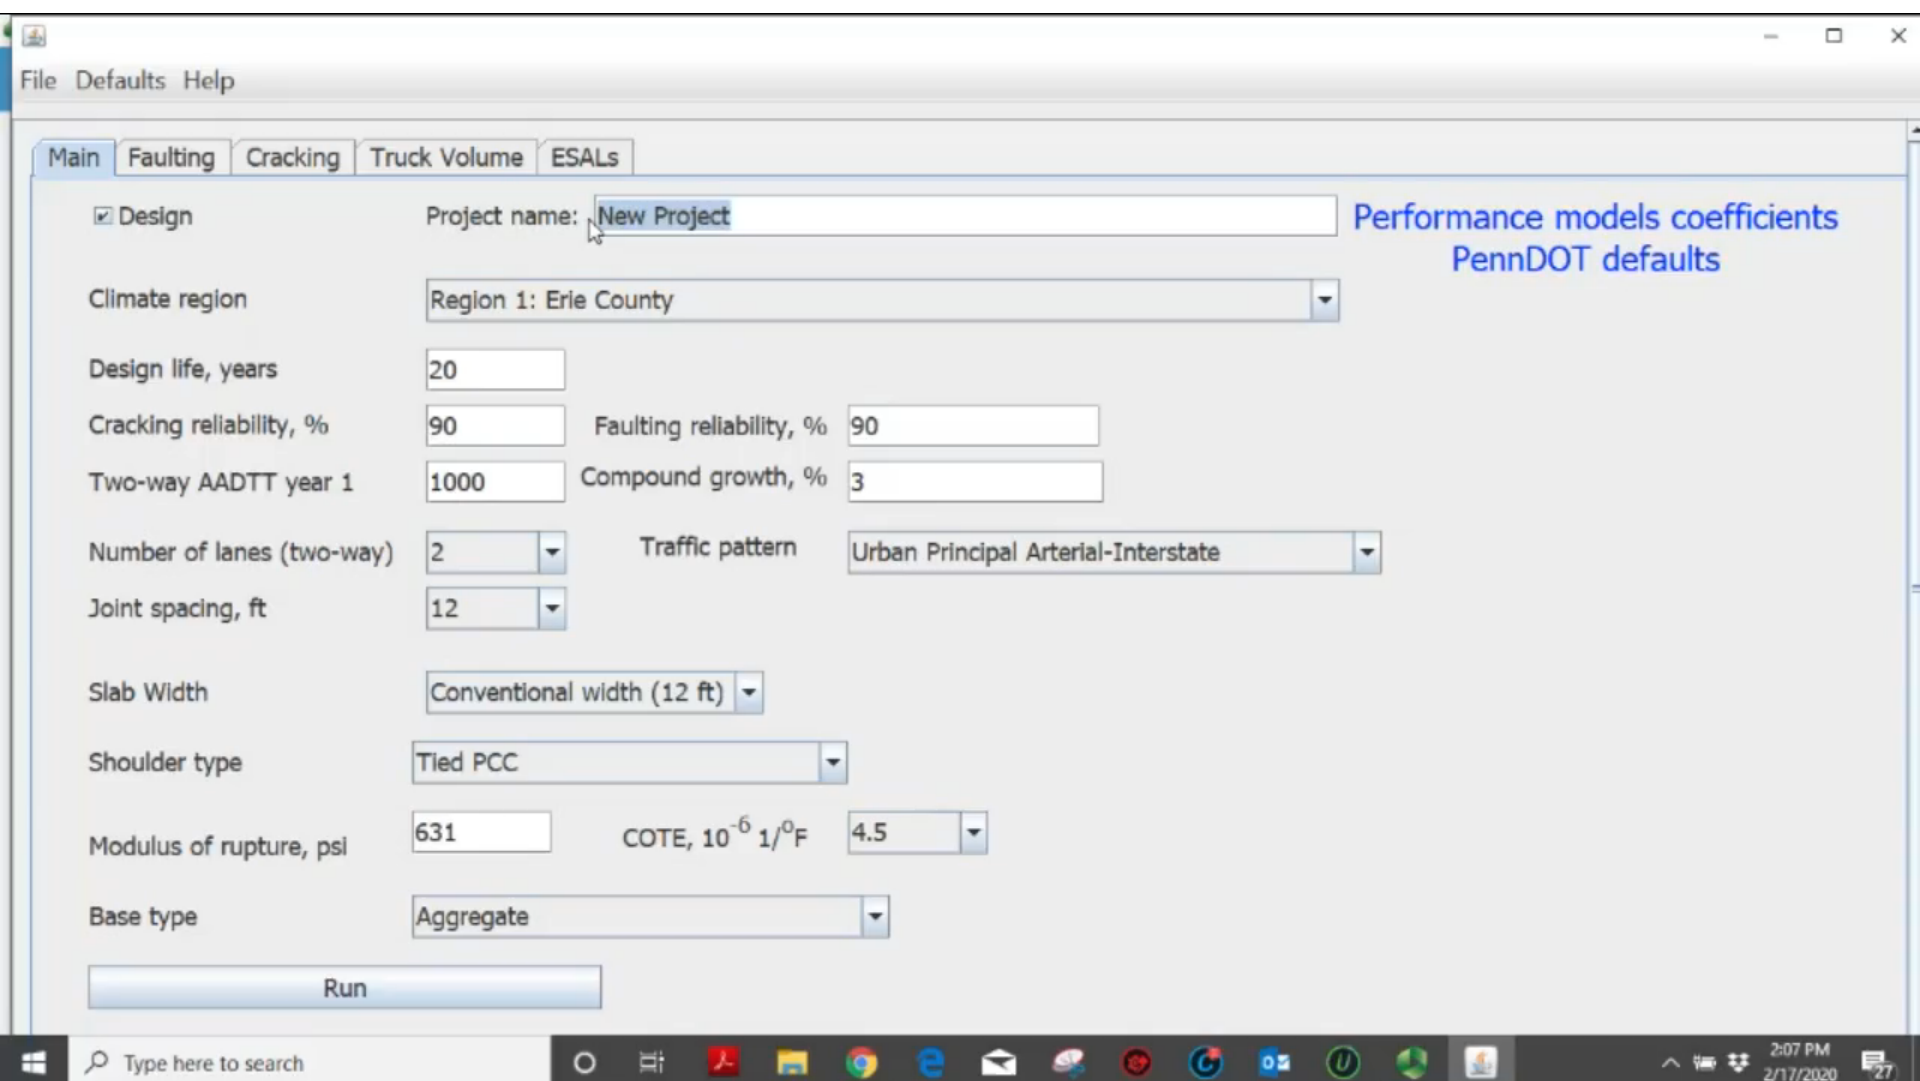 File Defaults Help
Main Faulting Cracking Truck Volume ESALs
Design Project name: New Project Performance models coefficients
PennDOT defaults
Climate region Region 1: Erie County
Design life, years 20
Cracking reliability, % 90 Faulting reliability, % 90
Two-way AADTT year 1 1000 Compound growth, % 3
Number of lanes (two-way) 2 Traffic pattern Urban Principal Arterial-Interstate
Joint spacing, ft 12
Slab Width Conventional width (12 ft)
Shoulder type Tied PCC
Modulus of rupture, psi 631 COTE, 10⁻⁶ 1/⁰F 4.5
Base type Aggregate
Run
Type here to search
2:07 PM
2/17/2020
27